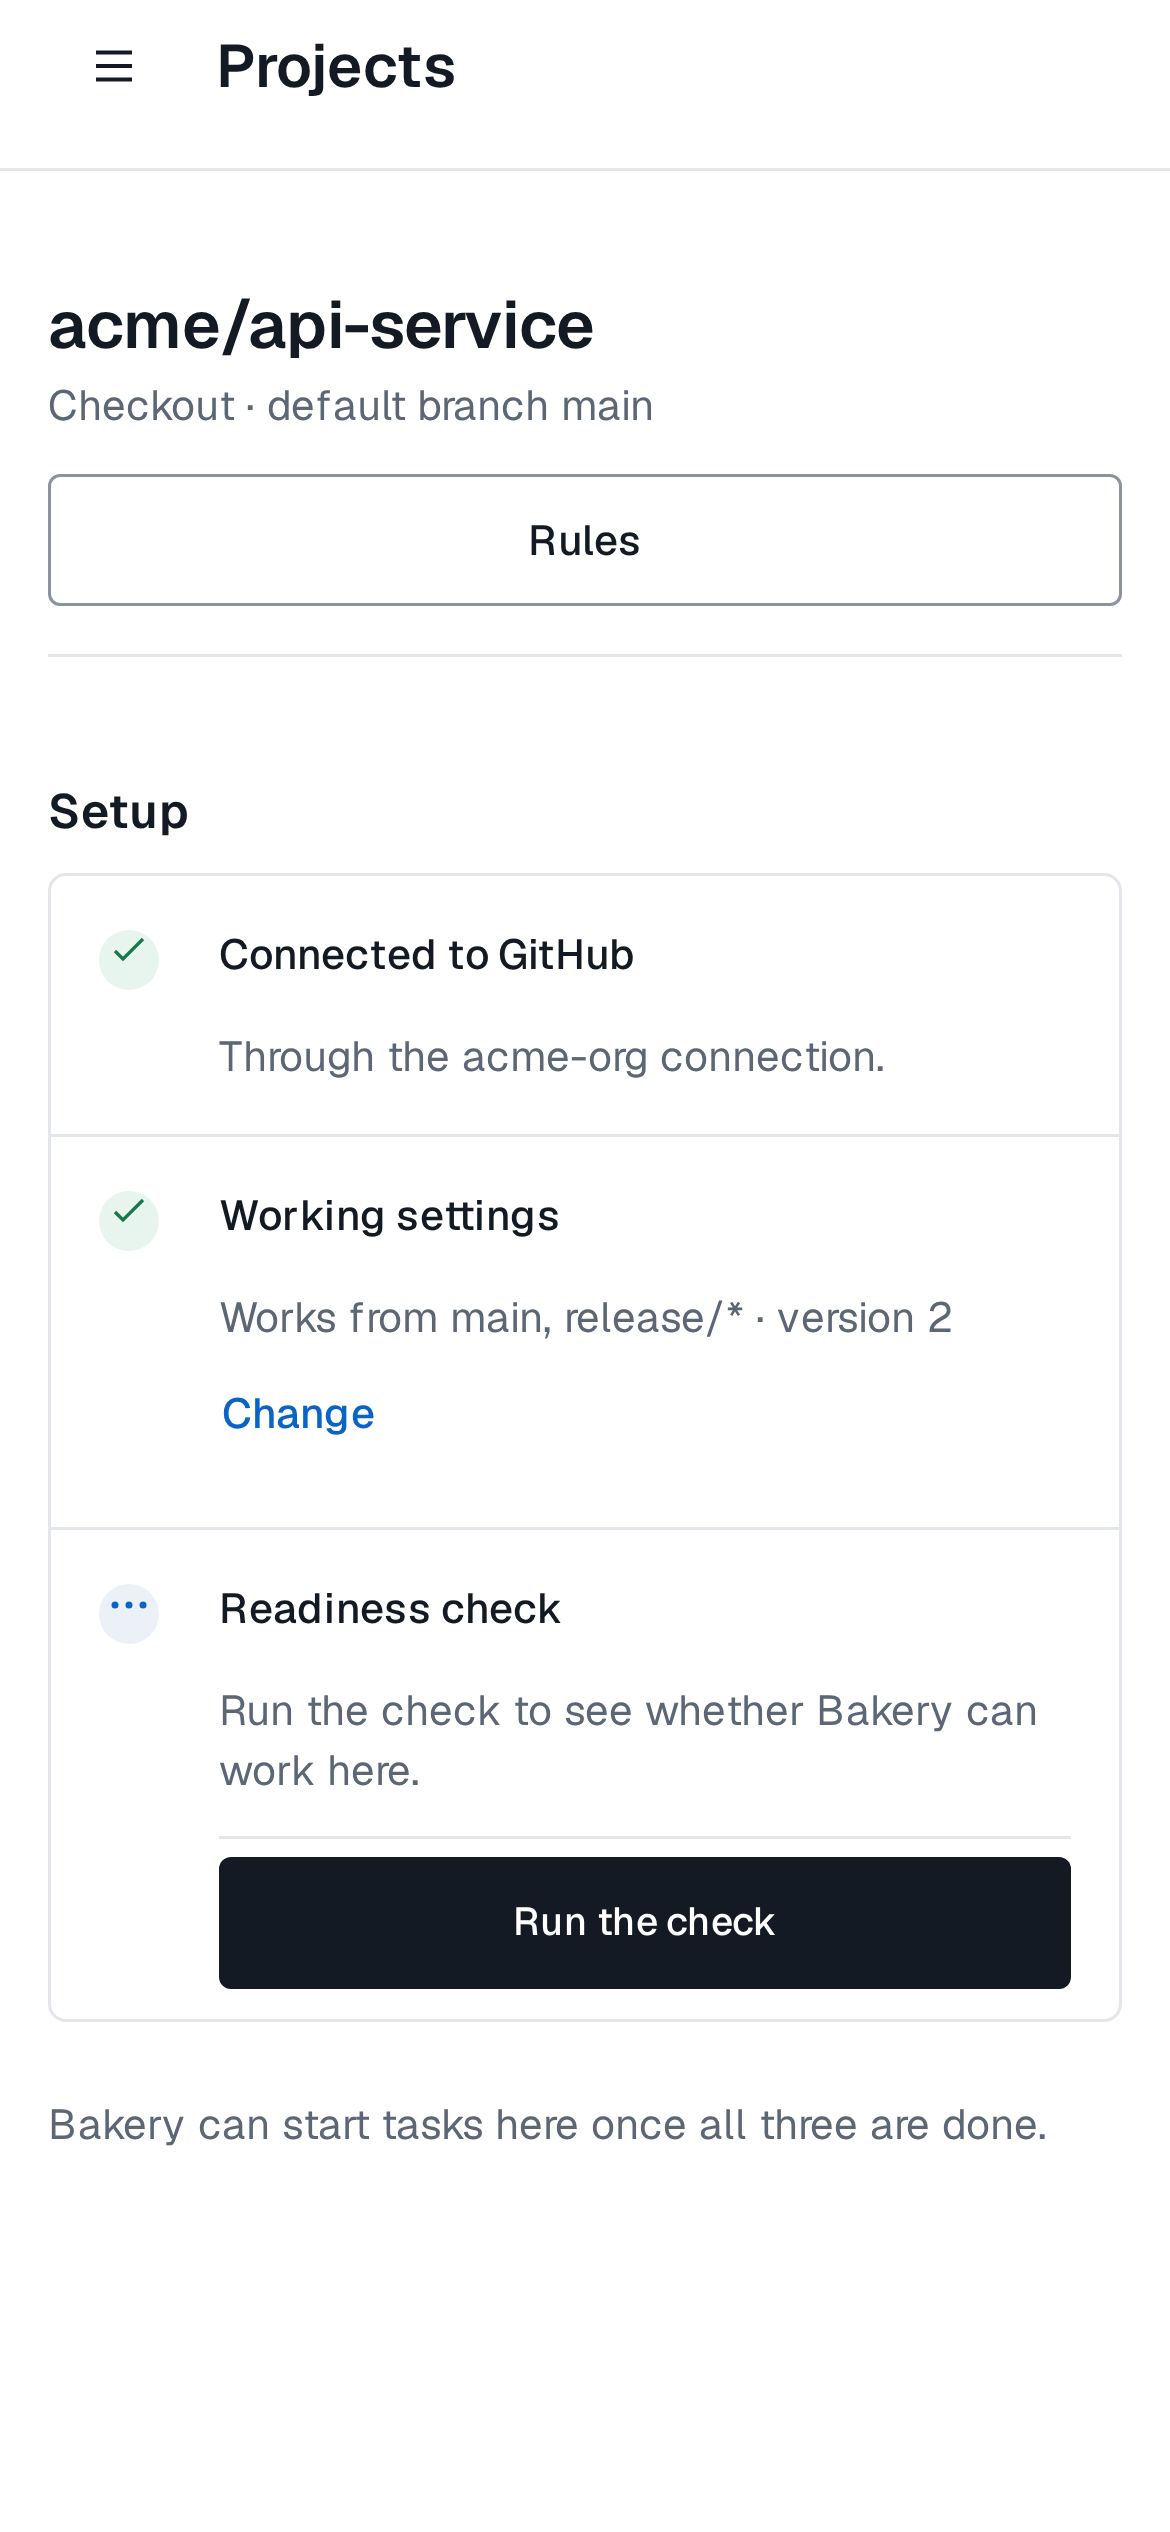 Projects
acme/api-service
Checkout · default branch main
Rules
Setup
Connected to GitHub
Through the acme-org connection.
Working settings
Works from main, release/* · version 2
Change
Readiness check
Run the check to see whether Bakery can
work here.
Run the check
Bakery can start tasks here once all three are done.